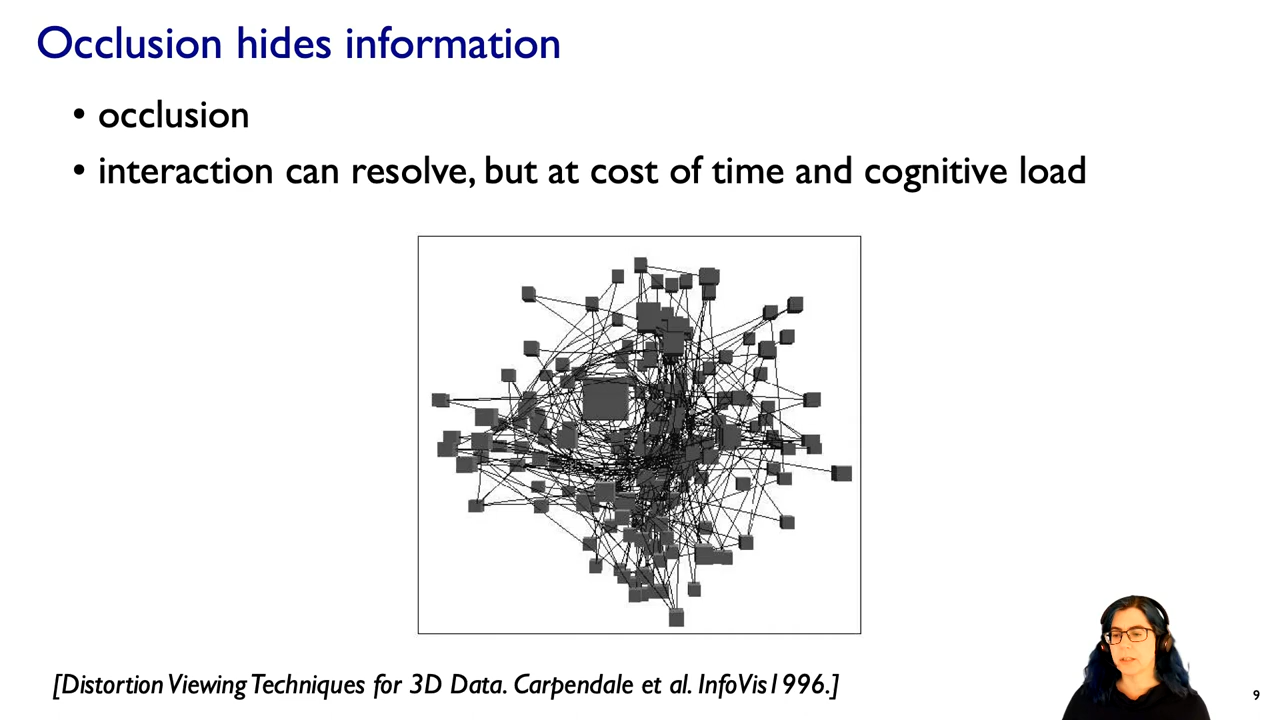 Occlusion hides information
• occlusion
• interaction can resolve, but at cost of time and cognitive load
[Distortion Viewing Techniques for 3D Data. Carpendale et al. InfoVis1996.]
9